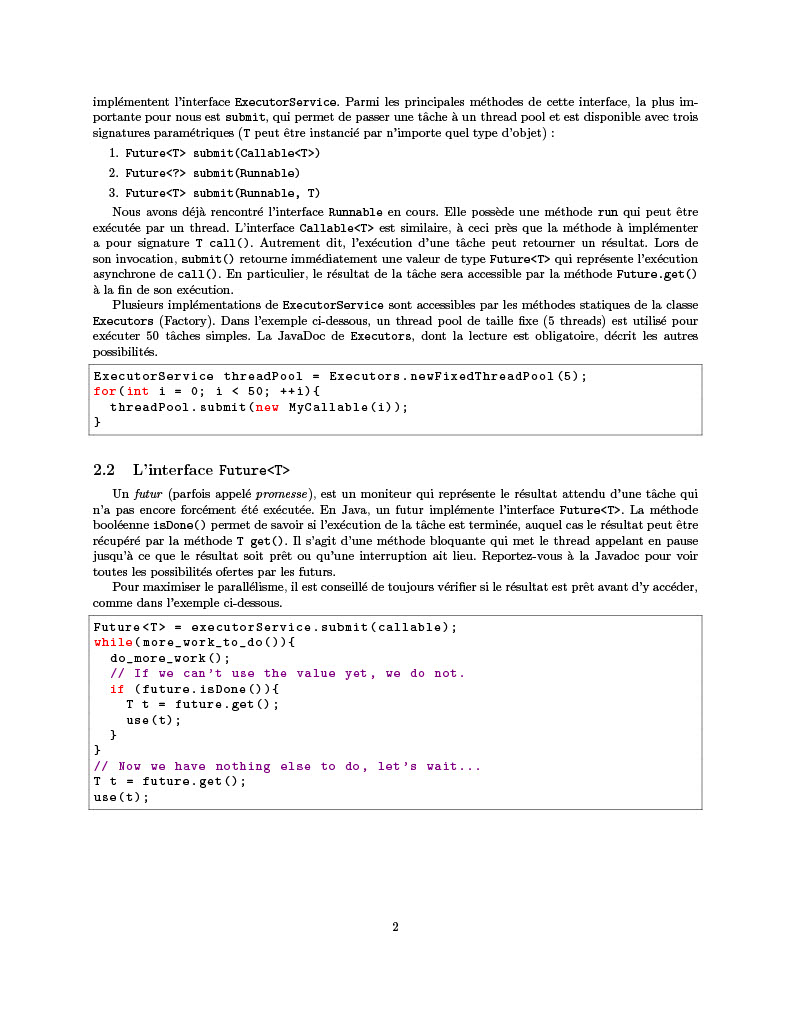 implémentent l'interface ExecutorService. Parmi les principales méthodes de cette interface, la plus im-
portante pour nous est submit, qui permet de passer une tâche à un thread pool et est disponible avec trois
signatures paramétriques (T peut être instancié par n'importe quel type d'objet) :
1. Future<T> submit(Callable<T>)
2. Future<?> submit(Runnable)
3. Future<T> submit(Runnable, T)
Nous avons déjà rencontré l'interface Runnable en cours. Elle possède une méthode run qui peut être
exécutée par un thread. L'interface Callable<T> est similaire, à ceci près que la méthode à implémenter
a pour signature T call(). Autrement dit, l'exécution d'une tâche peut retourner un résultat. Lors de
son invocation, submit() retourne immédiatement une valeur de type Future<T> qui représente l'exécution
asynchrone de call(). En particulier, le résultat de la tâche sera accessible par la méthode Future.get()
à la fin de son exécution.
Plusieurs implémentations de ExecutorService sont accessibles par les méthodes statiques de la classe
Executors (Factory). Dans l'exemple ci-dessous, un thread pool de taille fixe (5 threads) est utilisé pour
exécuter 50 tâches simples. La JavaDoc de Executors, dont la lecture est obligatoire, décrit les autres
possibilités.
ExecutorService threadPool = Executors.newFixedThreadPool(5);
for(int i = 0; i < 50; ++i){
  threadPool.submit(new MyCallable(i));
}
2.2 L'interface Future<T>
Un futur (parfois appelé promesse), est un moniteur qui représente le résultat attendu d'une tâche qui
n'a pas encore forcément été exécutée. En Java, un futur implémente l'interface Future<T>. La méthode
booléenne isDone() permet de savoir si l'exécution de la tâche est terminée, auquel cas le résultat peut être
récupéré par la méthode T get(). Il s'agit d'une méthode bloquante qui met le thread appelant en pause
jusqu'à ce que le résultat soit prêt ou qu'une interruption ait lieu. Reportez-vous à la Javadoc pour voir
toutes les possibilités ofertes par les futurs.
Pour maximiser le parallélisme, il est conseillé de toujours vérifier si le résultat est prêt avant d'y accéder,
comme dans l'exemple ci-dessous.
Future<T> = executorService.submit(callable);
while(more_work_to_do()){
  do_more_work();
  // If we can't use the value yet, we do not.
  if (future.isDone()){
    T t = future.get();
    use(t);
  }
}
// Now we have nothing else to do, let's wait...
T t = future.get();
use(t);
2